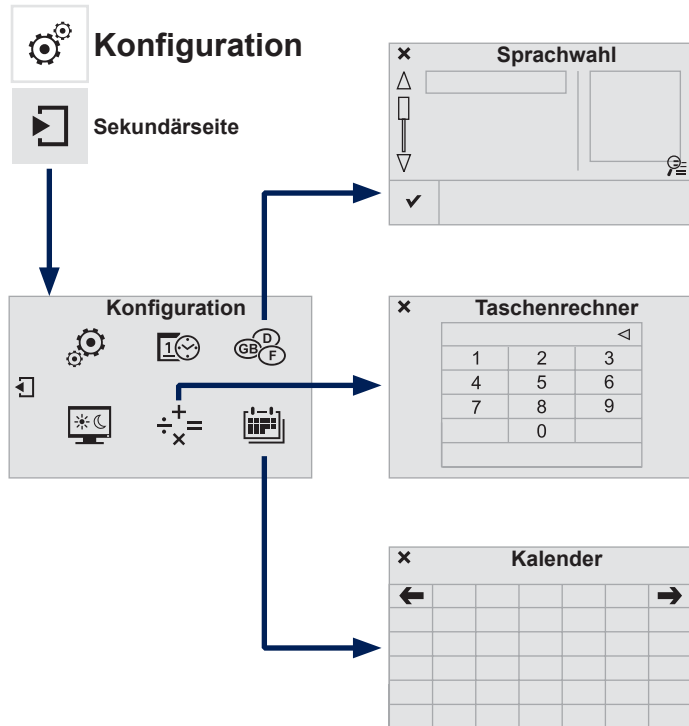 Konfiguration
Sekundärseite
Sprachwahl
Konfiguration
1
GB D F
Taschenrechner
1 2 3
4 5 6
7 8 9
0
Kalender